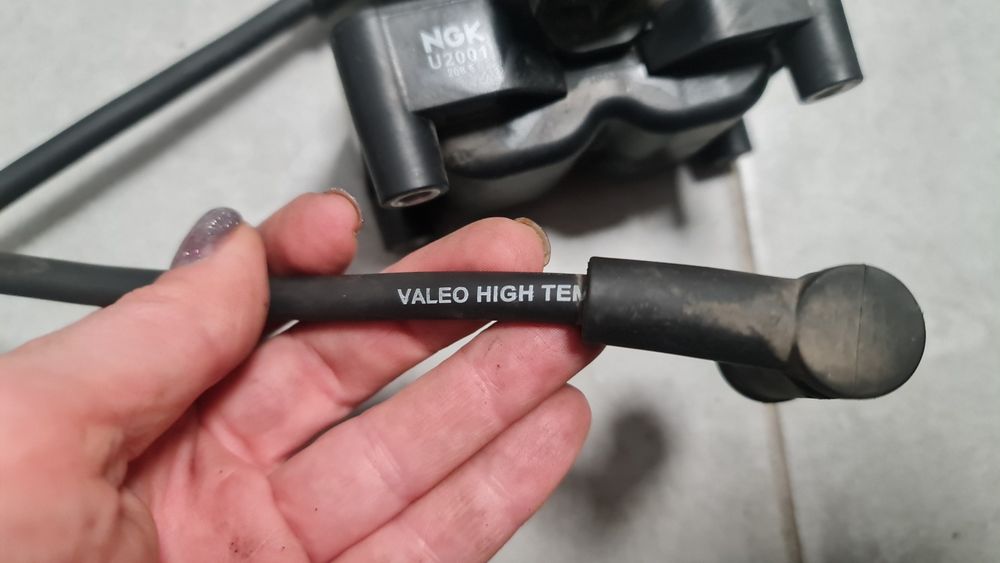 NGK
U2001
VALEO HIGH TEM